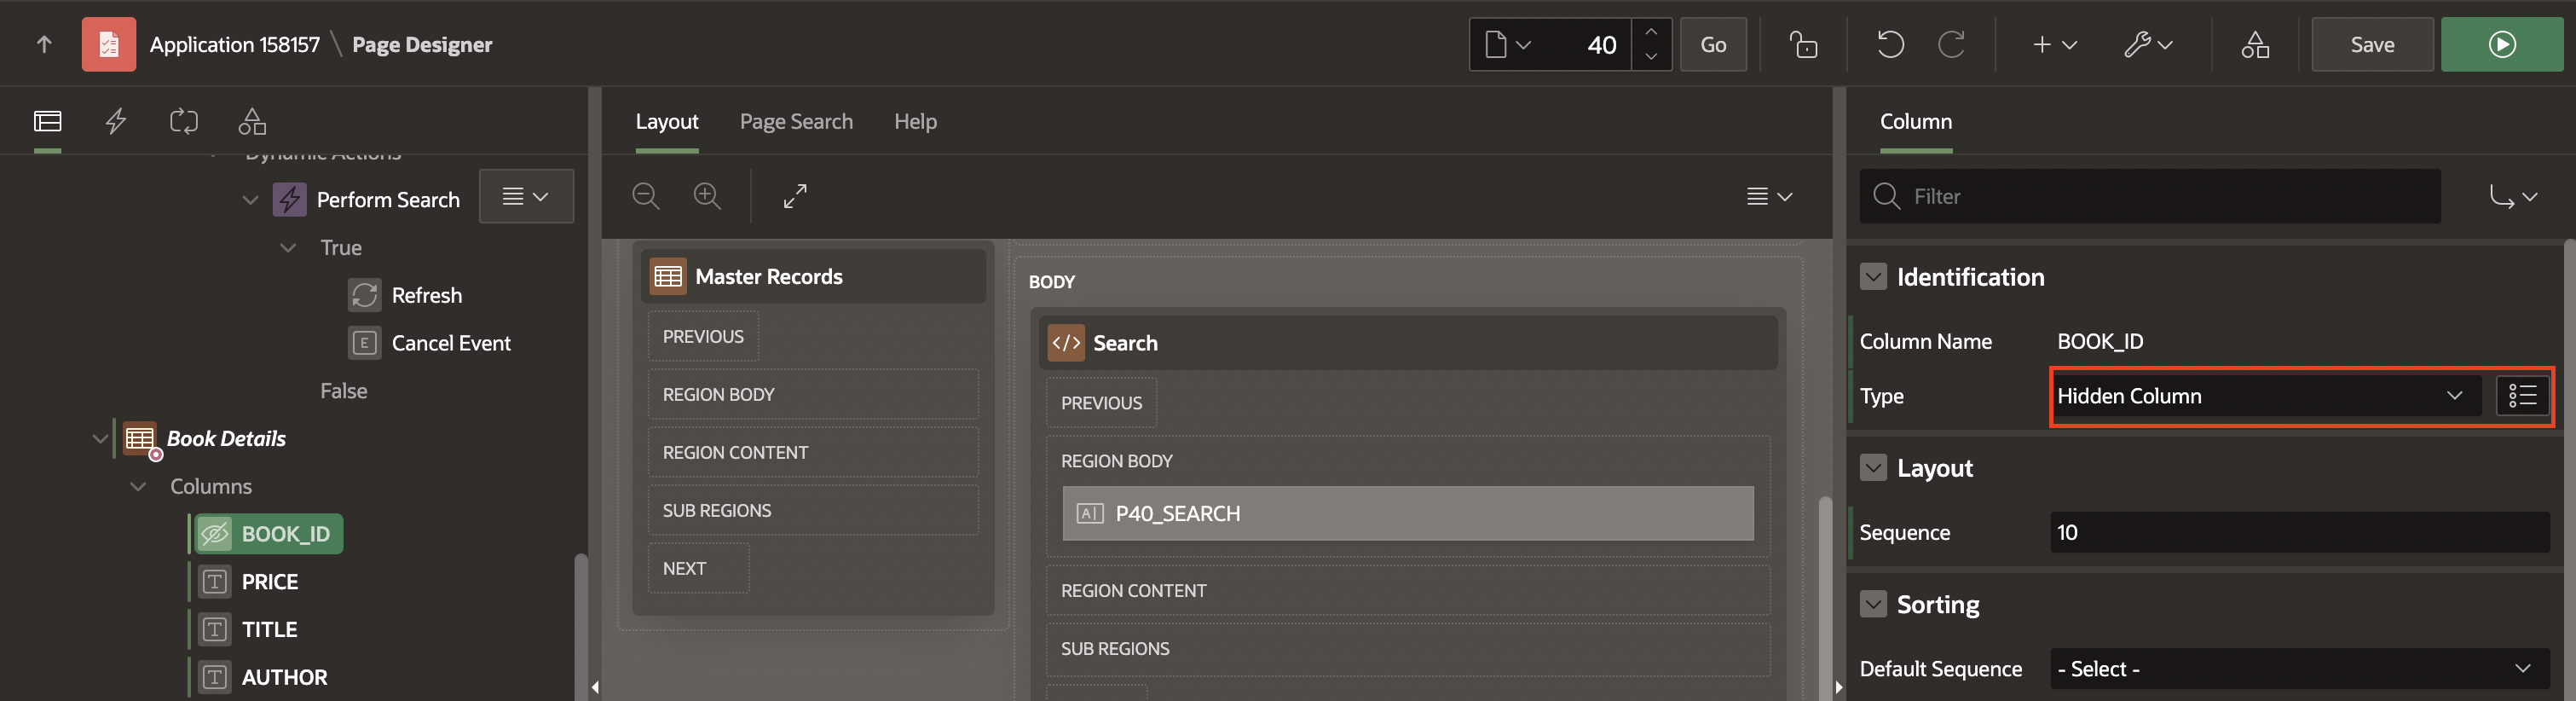 Application 158157 \ Page Designer
40
Go
Save
Dynamic Actions
Perform Search
True
Refresh
E Cancel Event
False
Book Details
Columns
BOOK_ID
T PRICE
T TITLE
T AUTHOR
Layout Page Search Help
Master Records
PREVIOUS
REGION BODY
REGION CONTENT
SUB REGIONS
NEXT
BODY
</> Search
PREVIOUS
REGION BODY
A| P40_SEARCH
REGION CONTENT
SUB REGIONS
Column
Filter
Identification
Column Name BOOK_ID
Type Hidden Column
Layout
Sequence 10
Sorting
Default Sequence - Select -